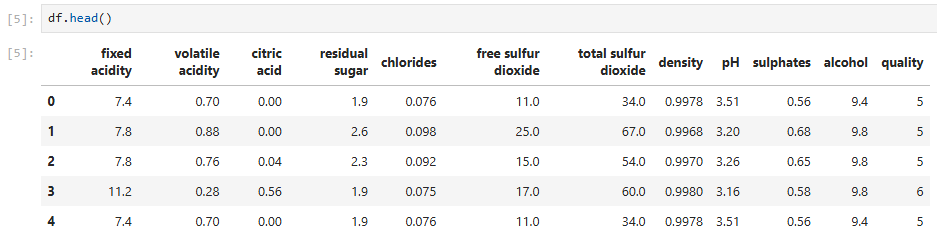 [5]: df.head()
[5]:
fixed acidity volatile acidity citric acid residual sugar chlorides free sulfur dioxide total sulfur dioxide density pH sulphates alcohol quality
0 7.4 0.70 0.00 1.9 0.076 11.0 34.0 0.9978 3.51 0.56 9.4 5
1 7.8 0.88 0.00 2.6 0.098 25.0 67.0 0.9968 3.20 0.68 9.8 5
2 7.8 0.76 0.04 2.3 0.092 15.0 54.0 0.9970 3.26 0.65 9.8 5
3 11.2 0.28 0.56 1.9 0.075 17.0 60.0 0.9980 3.16 0.58 9.8 6
4 7.4 0.70 0.00 1.9 0.076 11.0 34.0 0.9978 3.51 0.56 9.4 5